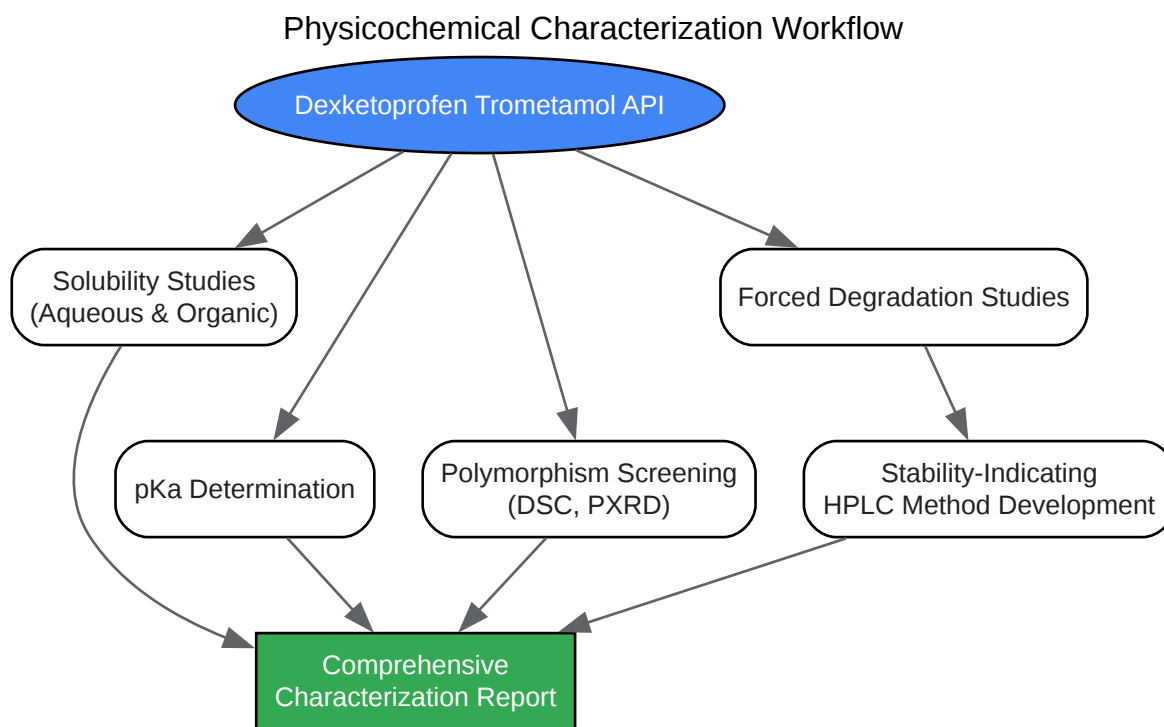 Physicochemical Characterization Workflow
Dexketoprofen Trometamol API
Solubility Studies
(Aqueous & Organic)
Forced Degradation Studies
pKa Determination
Polymorphism Screening
(DSC, PXRD)
Stability-Indicating
HPLC Method Development
Comprehensive
Characterization Report